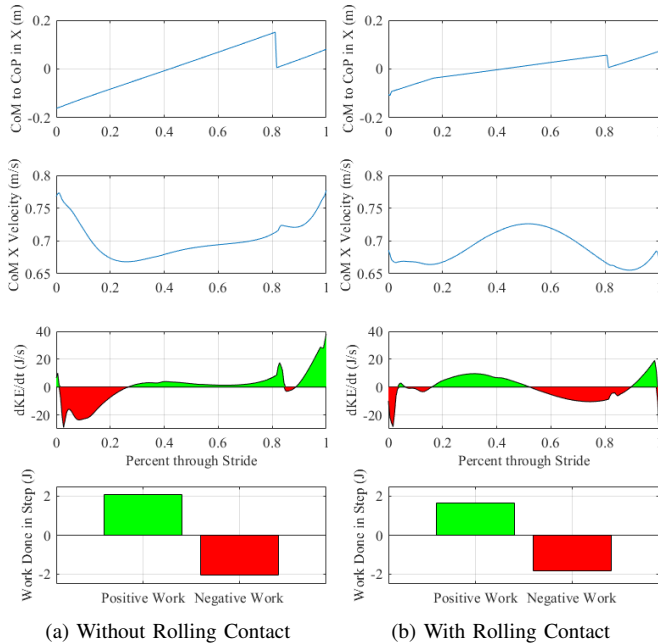 CoM to CoP in X (m)
0.2
0
-0.2
0 0.2 0.4 0.6 0.8 1
CoM to CoP in X (m)
0.2
0
-0.2
0 0.2 0.4 0.6 0.8 1
CoM X Velocity (m/s)
0.8
0.75
0.7
0.65
0 0.2 0.4 0.6 0.8 1
CoM X Velocity (m/s)
0.8
0.75
0.7
0.65
0 0.2 0.4 0.6 0.8 1
dKE/dt (J/s)
40
20
0
-20
0 0.2 0.4 0.6 0.8 1
Percent through Stride
dKE/dt (J/s)
40
20
0
-20
0 0.2 0.4 0.6 0.8 1
Percent through Stride
Work Done in Step (J)
2
0
-2
Positive Work Negative Work
Work Done in Step (J)
2
0
-2
Positive Work Negative Work
(a) Without Rolling Contact
(b) With Rolling Contact